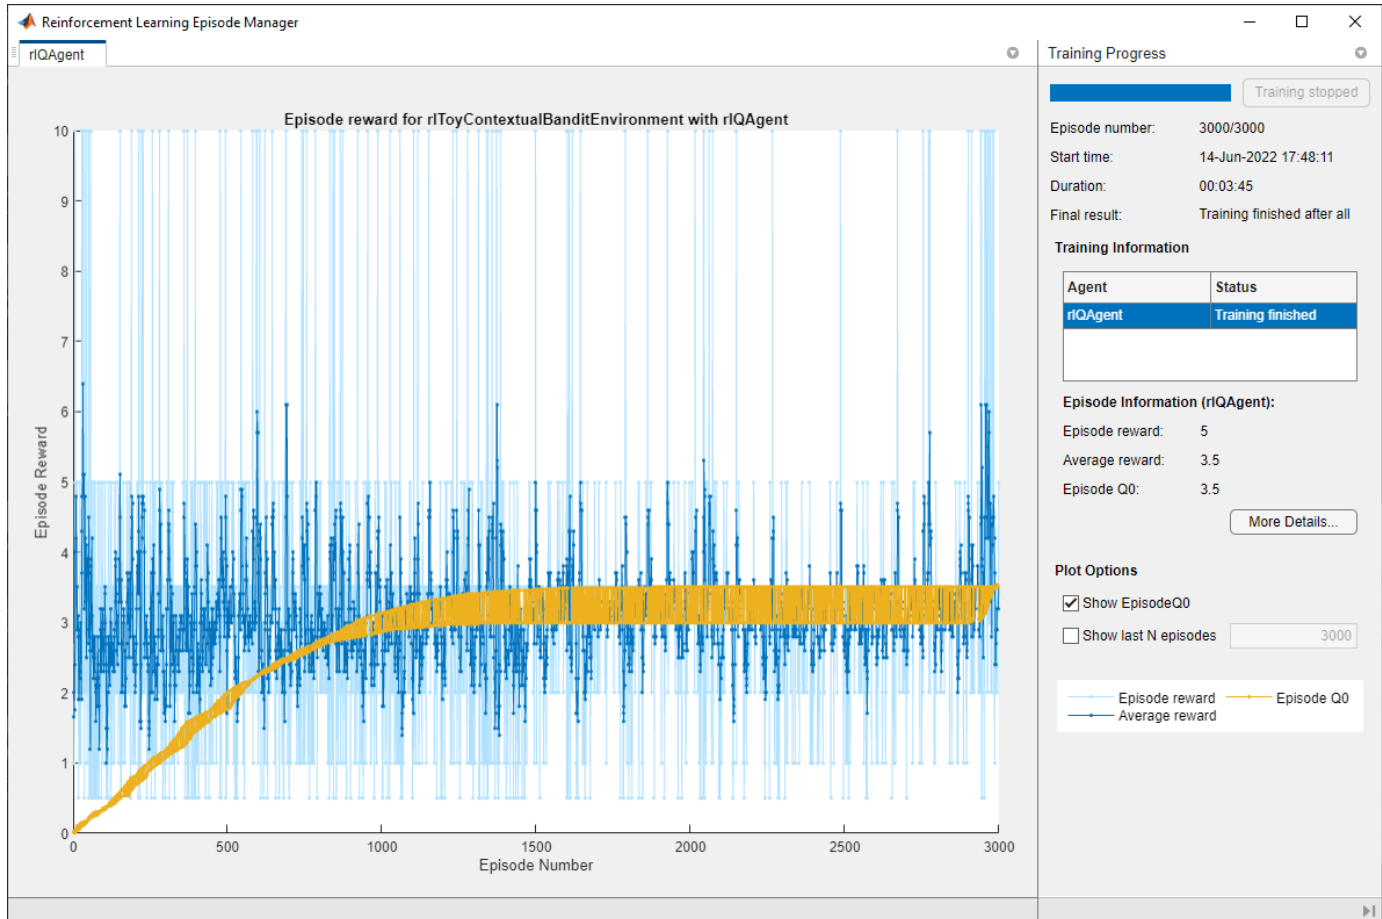 Reinforcement Learning Episode Manager
rlQAgent
Episode reward for rlToyContextualBanditEnvironment with rlQAgent
10
9
8
7
6
5
4
3
2
1
0
Episode Reward
0 500 1000 1500 2000 2500 3000
Episode Number
Training Progress
Training stopped
Episode number: 3000/3000
Start time: 14-Jun-2022 17:48:11
Duration: 00:03:45
Final result: Training finished after all
Training Information
Agent Status
rlQAgent Training finished
Episode Information (rlQAgent):
Episode reward: 5
Average reward: 3.5
Episode Q0: 3.5
More Details...
Plot Options
Show EpisodeQ0
Show last N episodes 3000
Episode reward Episode Q0
Average reward